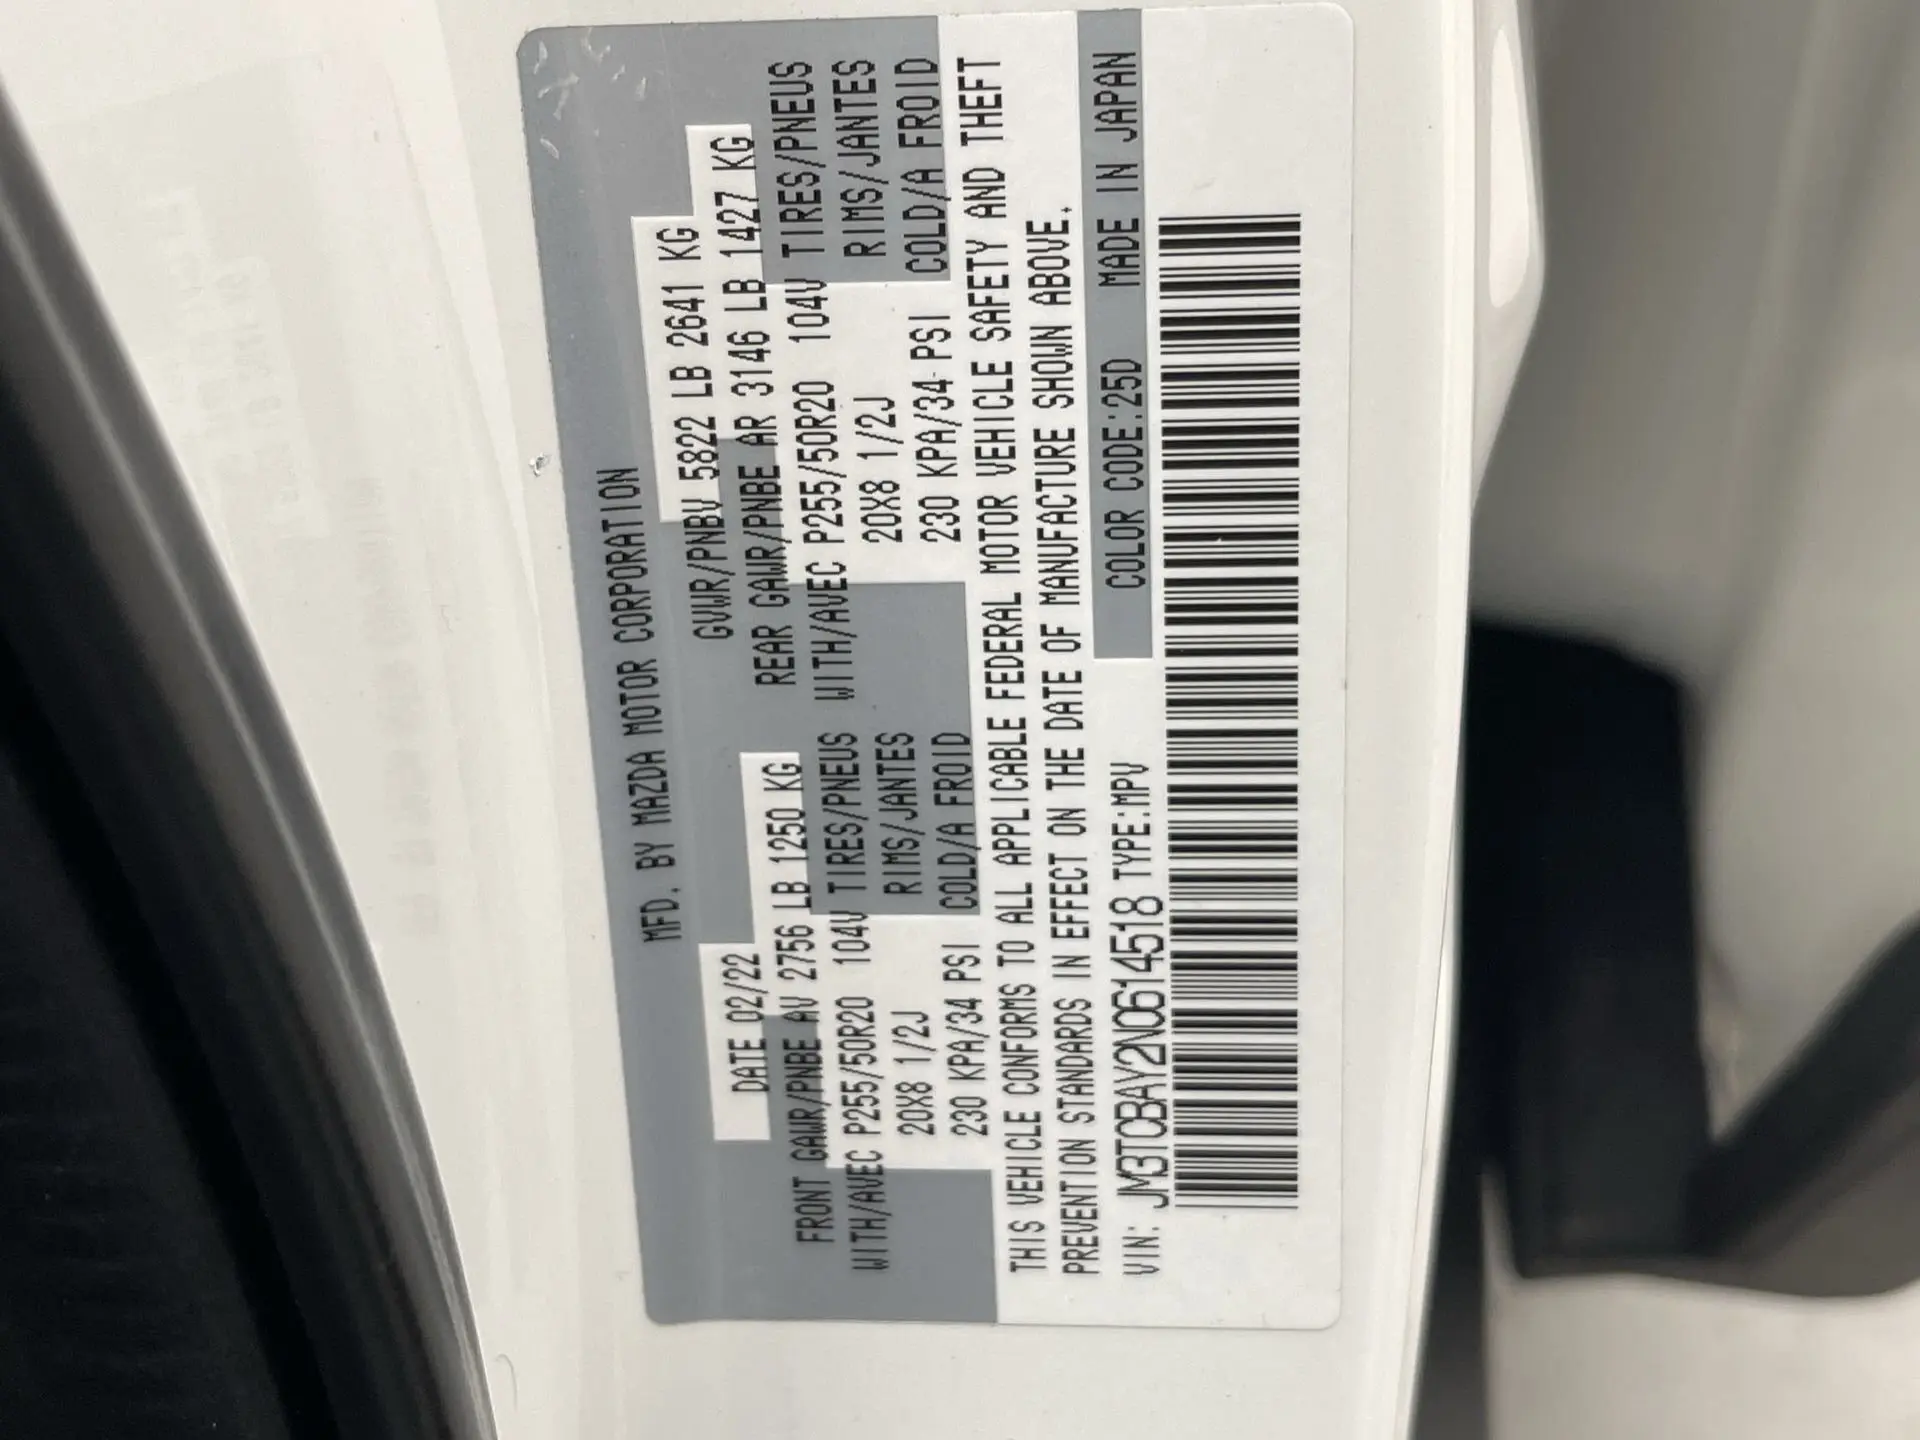 MFD. BY MAZDA MOTOR CORPORATION
DATE 02/22 GVWR/PNBV 5822 LB 2641 KG
FRONT GAWR/PNBE AV 2756 LB 1250 KG REAR GAWR/PNBE AR 3146 LB 1427 KG
WITH/AVEC P255/50R20 104V TIRES/PNEUS WITH/AVEC P255/50R20 104V TIRES/PNEUS
20X8 1/2J RIMS/JANTES 20X8 1/2J RIMS/JANTES
230 KPA/34 PSI COLD/A FROID 230 KPA/34 PSI COLD/A FROID
THIS VEHICLE CONFORMS TO ALL APPLICABLE FEDERAL MOTOR VEHICLE SAFETY AND THEFT
PREVENTION STANDARDS IN EFFECT ON THE DATE OF MANUFACTURE SHOWN ABOVE.
VIN: JM3TCBAY2N0614518 TYPE:MPV COLOR CODE:25D MADE IN JAPAN